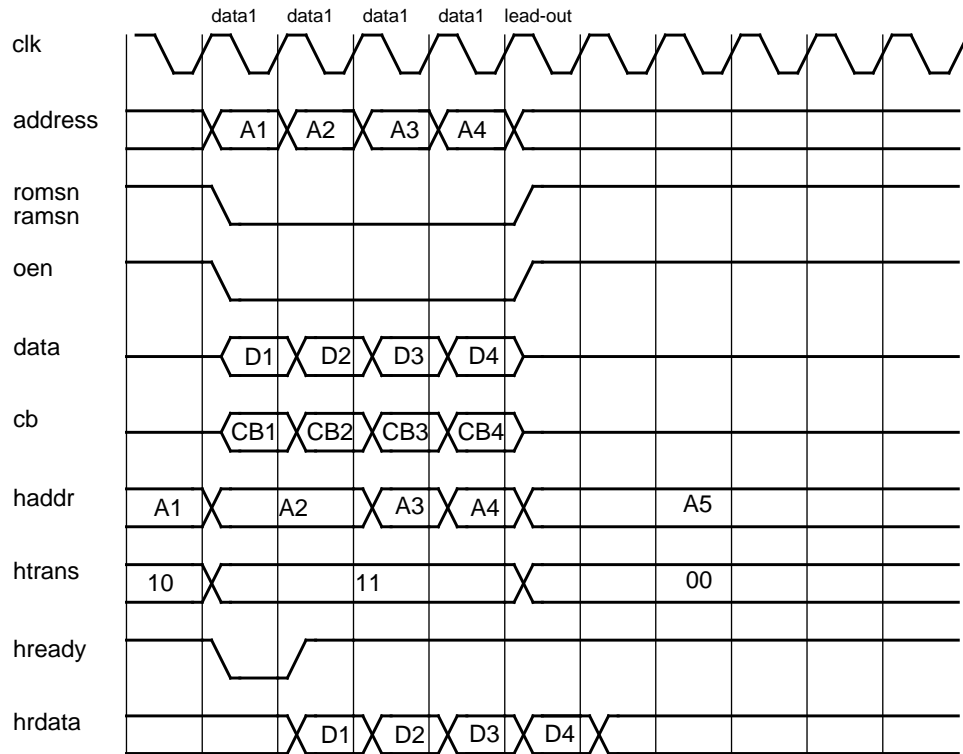 data1 data1 data1 data1 lead-out
clk
address A1 A2 A3 A4
romsn
ramsn
oen
data D1 D2 D3 D4
cb CB1 CB2 CB3 CB4
haddr A1 A2 A3 A4 A5
htrans 10 11 00
hready
hrdata D1 D2 D3 D4